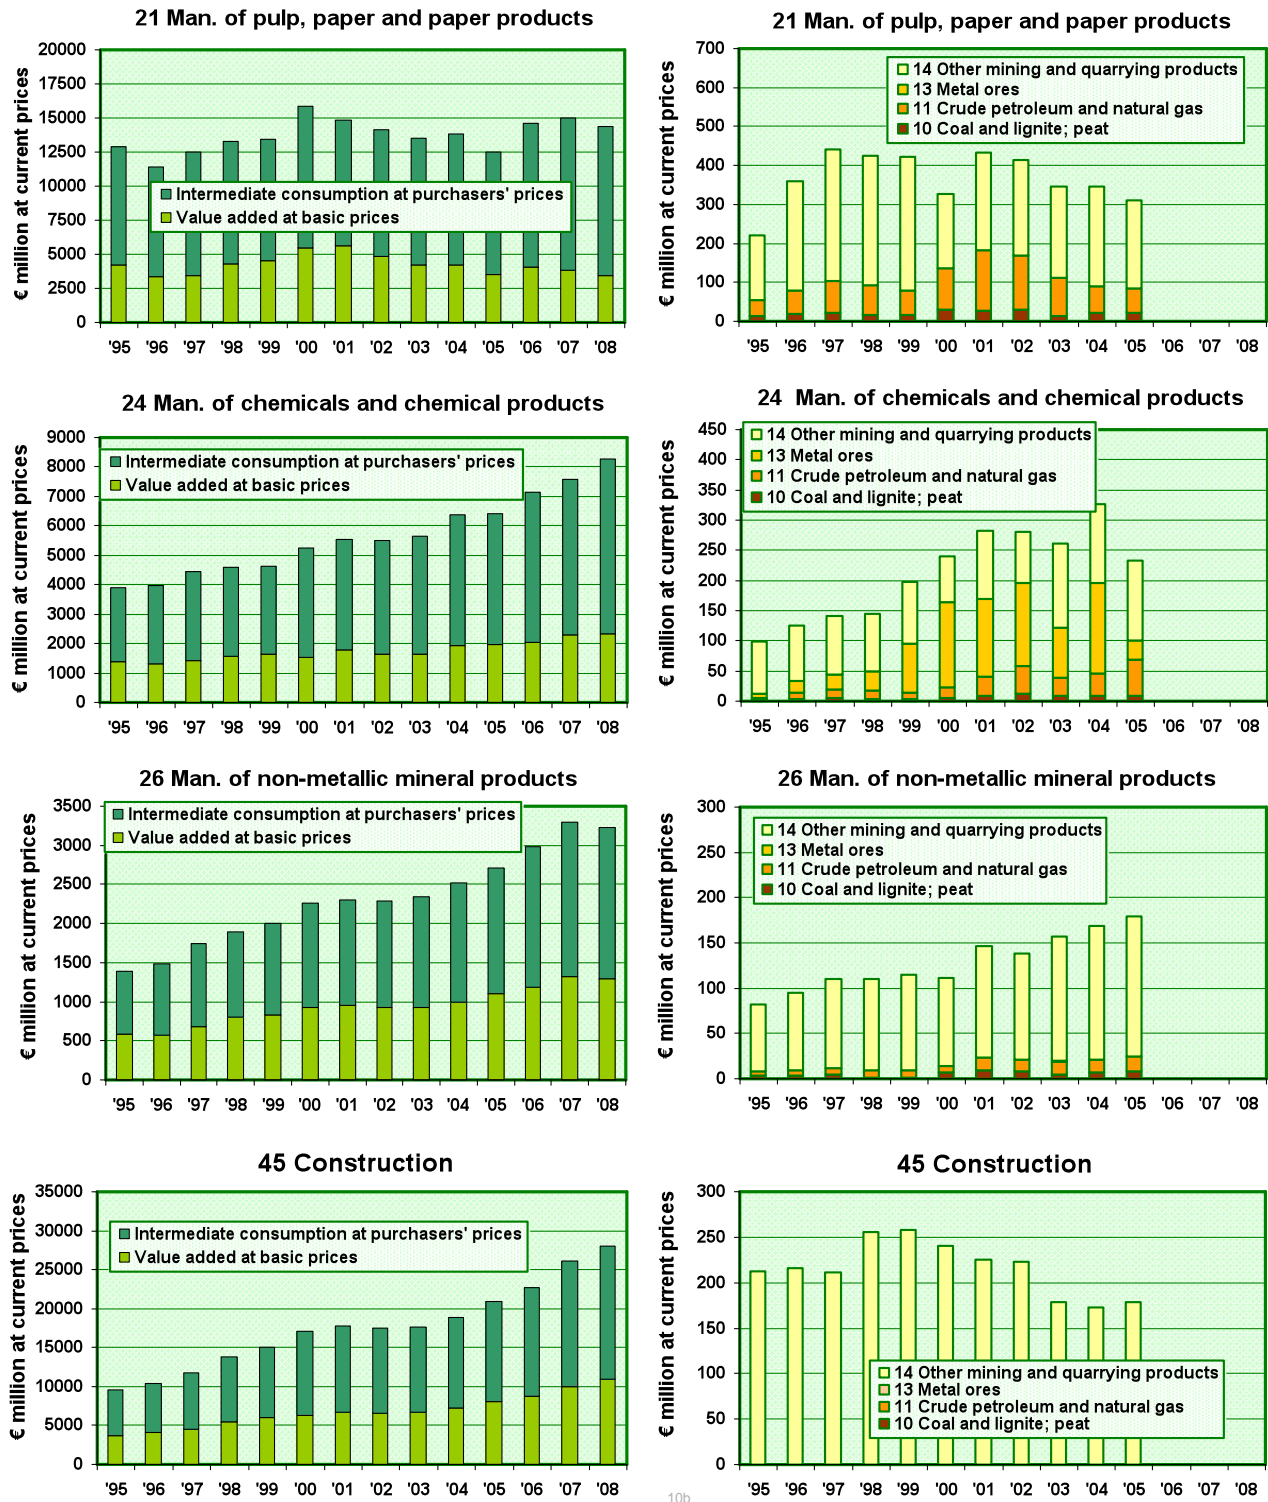 21 Man. of pulp, paper and paper products
€ million at current prices
20000
17500
15000
12500
10000
7500
5000
2500
0
Intermediate consumption at purchasers' prices
Value added at basic prices
'95 '96 '97 '98 '99 '00 '01 '02 '03 '04 '05 '06 '07 '08
21 Man. of pulp, paper and paper products
€ million at current prices
700
600
500
400
300
200
100
0
14 Other mining and quarrying products
13 Metal ores
11 Crude petroleum and natural gas
10 Coal and lignite; peat
'95 '96 '97 '98 '99 '00 '01 '02 '03 '04 '05 '06 '07 '08
24 Man. of chemicals and chemical products
€ million at current prices
9000
8000
7000
6000
5000
4000
3000
2000
1000
0
Intermediate consumption at purchasers' prices
Value added at basic prices
'95 '96 '97 '98 '99 '00 '01 '02 '03 '04 '05 '06 '07 '08
24 Man. of chemicals and chemical products
€ million at current prices
450
400
350
300
250
200
150
100
50
0
14 Other mining and quarrying products
13 Metal ores
11 Crude petroleum and natural gas
10 Coal and lignite; peat
'95 '96 '97 '98 '99 '00 '01 '02 '03 '04 '05 '06 '07 '08
26 Man. of non-metallic mineral products
€ million at current prices
3500
3000
2500
2000
1500
1000
500
0
Intermediate consumption at purchasers' prices
Value added at basic prices
'95 '96 '97 '98 '99 '00 '01 '02 '03 '04 '05 '06 '07 '08
26 Man. of non-metallic mineral products
€ million at current prices
300
250
200
150
100
50
0
14 Other mining and quarrying products
13 Metal ores
11 Crude petroleum and natural gas
10 Coal and lignite; peat
'95 '96 '97 '98 '99 '00 '01 '02 '03 '04 '05 '06 '07 '08
45 Construction
€ million at current prices
35000
30000
25000
20000
15000
10000
5000
0
Intermediate consumption at purchasers' prices
Value added at basic prices
'95 '96 '97 '98 '99 '00 '01 '02 '03 '04 '05 '06 '07 '08
45 Construction
€ million at current prices
300
250
200
150
100
50
0
14 Other mining and quarrying products
13 Metal ores
11 Crude petroleum and natural gas
10 Coal and lignite; peat
'95 '96 '97 '98 '99 '00 '01 '02 '03 '04 '05 '06 '07 '08
10b